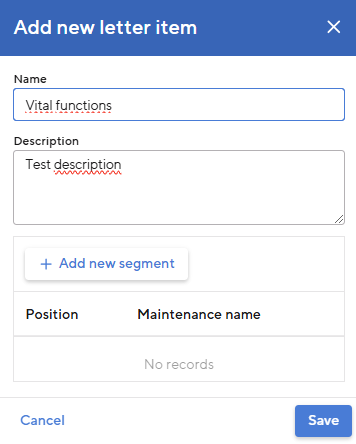 Add new letter item
Name
Vital functions
Description
Test description
+ Add new segment
Position Maintenance name
No records
Cancel Save